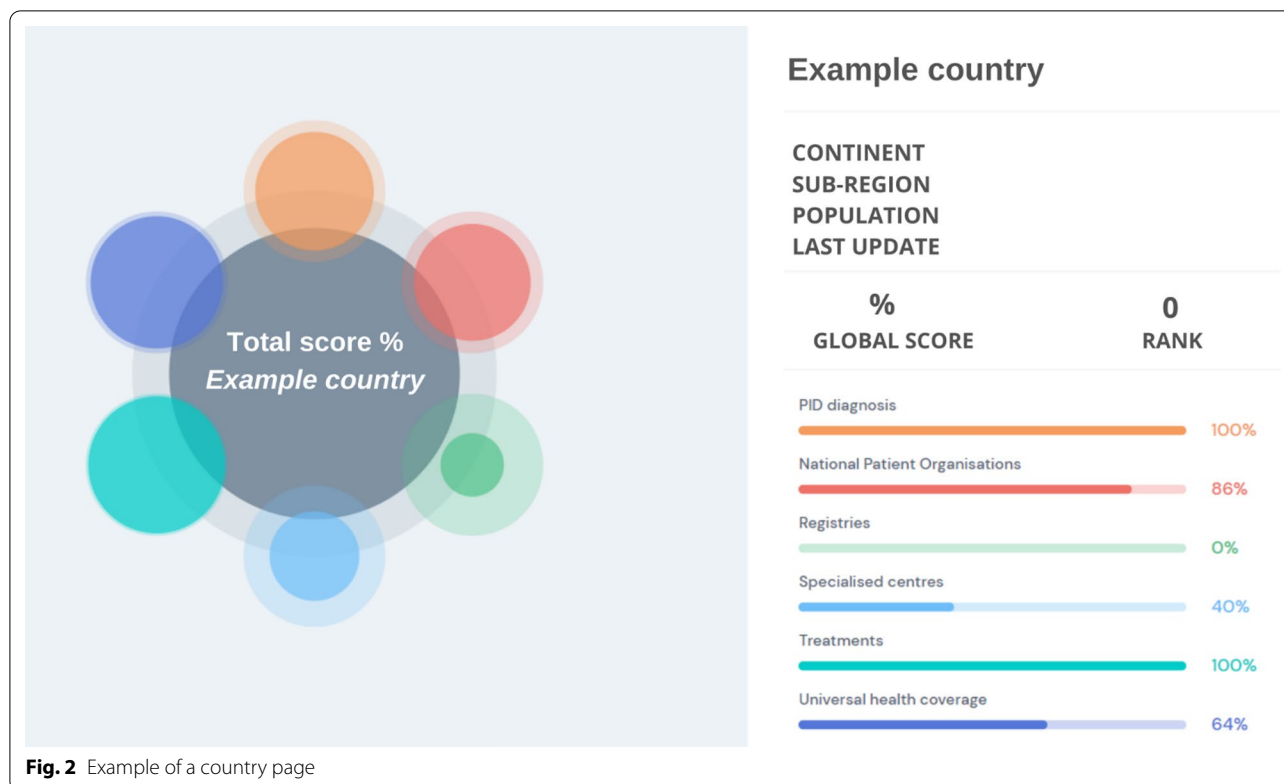 Total score %
Example country
Example country
CONTINENT
SUB-REGION
POPULATION
LAST UPDATE
%
GLOBAL SCORE
0
RANK
PID diagnosis
100%
National Patient Organisations
86%
Registries
0%
Specialised centres
40%
Treatments
100%
Universal health coverage
64%
Fig. 2 Example of a country page